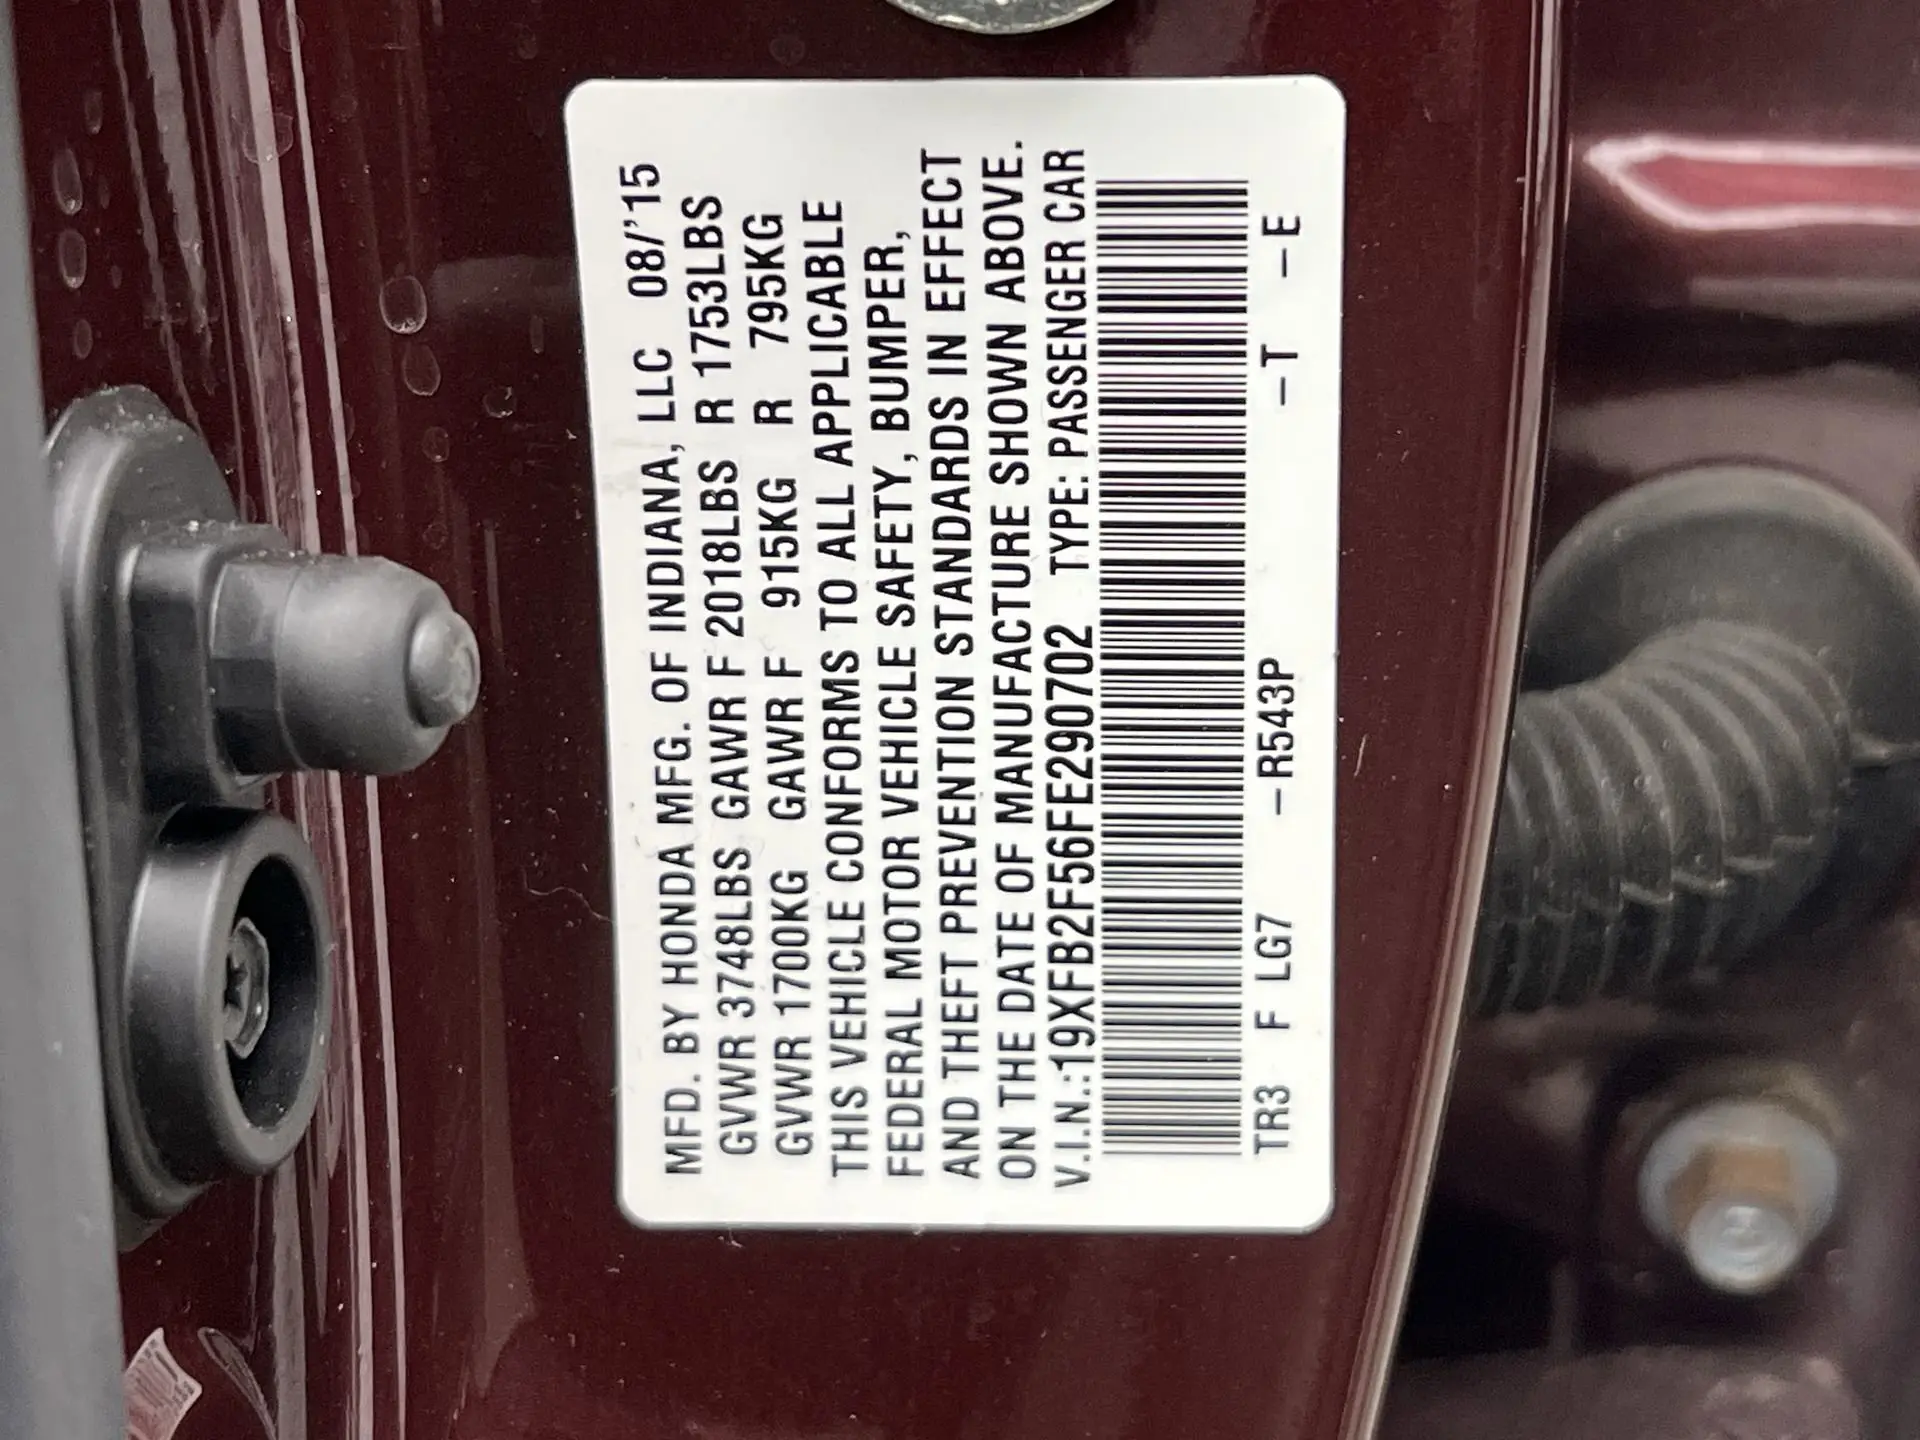 MFD. BY HONDA MFG. OF INDIANA, LLC 08/'15
GVWR 3748LBS GAWR F 2018LBS R 1753LBS
GVWR 1700KG GAWR F 915KG R 795KG
THIS VEHICLE CONFORMS TO ALL APPLICABLE
FEDERAL MOTOR VEHICLE SAFETY, BUMPER,
AND THEFT PREVENTION STANDARDS IN EFFECT
ON THE DATE OF MANUFACTURE SHOWN ABOVE.
V.I.N.:19XFB2F56FE290702 TYPE: PASSENGER CAR
TR3 F LG7 –R543P –T –E